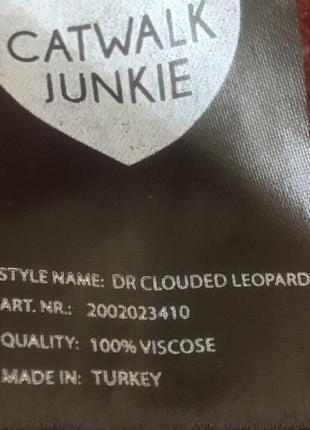 CATWALK
JUNKIE
STYLE NAME: DR CLOUDED LEOPARD
ART. NR.: 2002023410
QUALITY: 100% VISCOSE
MADE IN: TURKEY